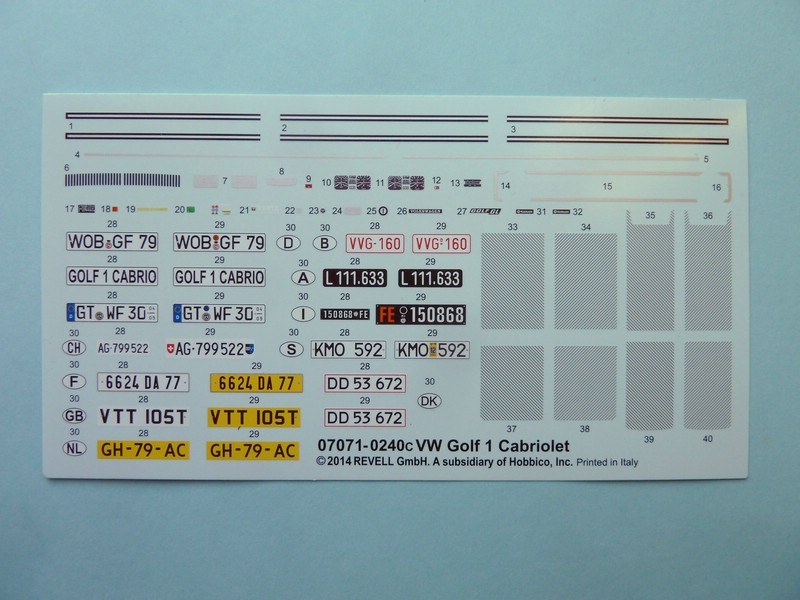 1 2 3
4 5
6 7 8 9 10 11 12 13 14 15 16
17 18 19 20 21 22 23 24 25 26 VOLKSWAGEN 27 GOLF GL 31 32
28 29 30 30 28 29 33 34 35 36
WOB GF 79 WOB GF 79 D B VVG-160 VVG 160
28 29 30 28 29
GOLF 1 CABRIO GOLF 1 CABRIO A L 111.633 L 111.633
28 29 30 28 29
D GT WF 30 D GT WF 30 I 150868 FE FE 150868
30 28 29 30 28 29
CH AG·799522 AG·799522 S KMO 592 KMO 592
30 28 29 28 30
F 6624 DA 77 6624 DA 77 DD 53 672 DK
30 28 29 29
GB VTT 105T VTT 105T DD 53 672
37 38 39 40
30 28 29
NL GH-79-AC GH-79-AC
07071-0240C VW Golf 1 Cabriolet
©2014 REVELL GmbH. A subsidiary of Hobbico, Inc. Printed in Italy